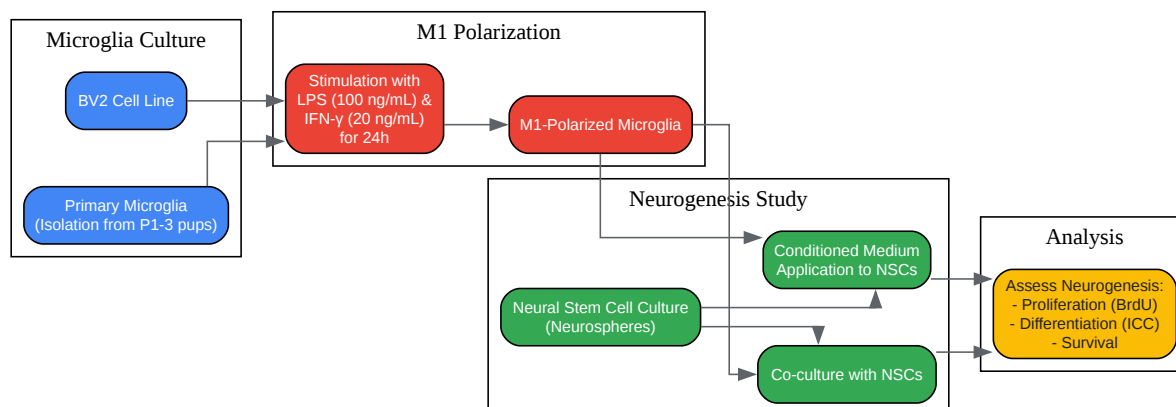 Microglia Culture
BV2 Cell Line
Primary Microglia
(Isolation from P1-3 pups)
M1 Polarization
Stimulation with
LPS (100 ng/mL) &
IFN-γ (20 ng/mL)
for 24h
M1-Polarized Microglia
Neurogenesis Study
Conditioned Medium
Application to NSCs
Neural Stem Cell Culture
(Neurospheres)
Co-culture with NSCs
Analysis
Assess Neurogenesis:
- Proliferation (BrdU)
- Differentiation (ICC)
- Survival